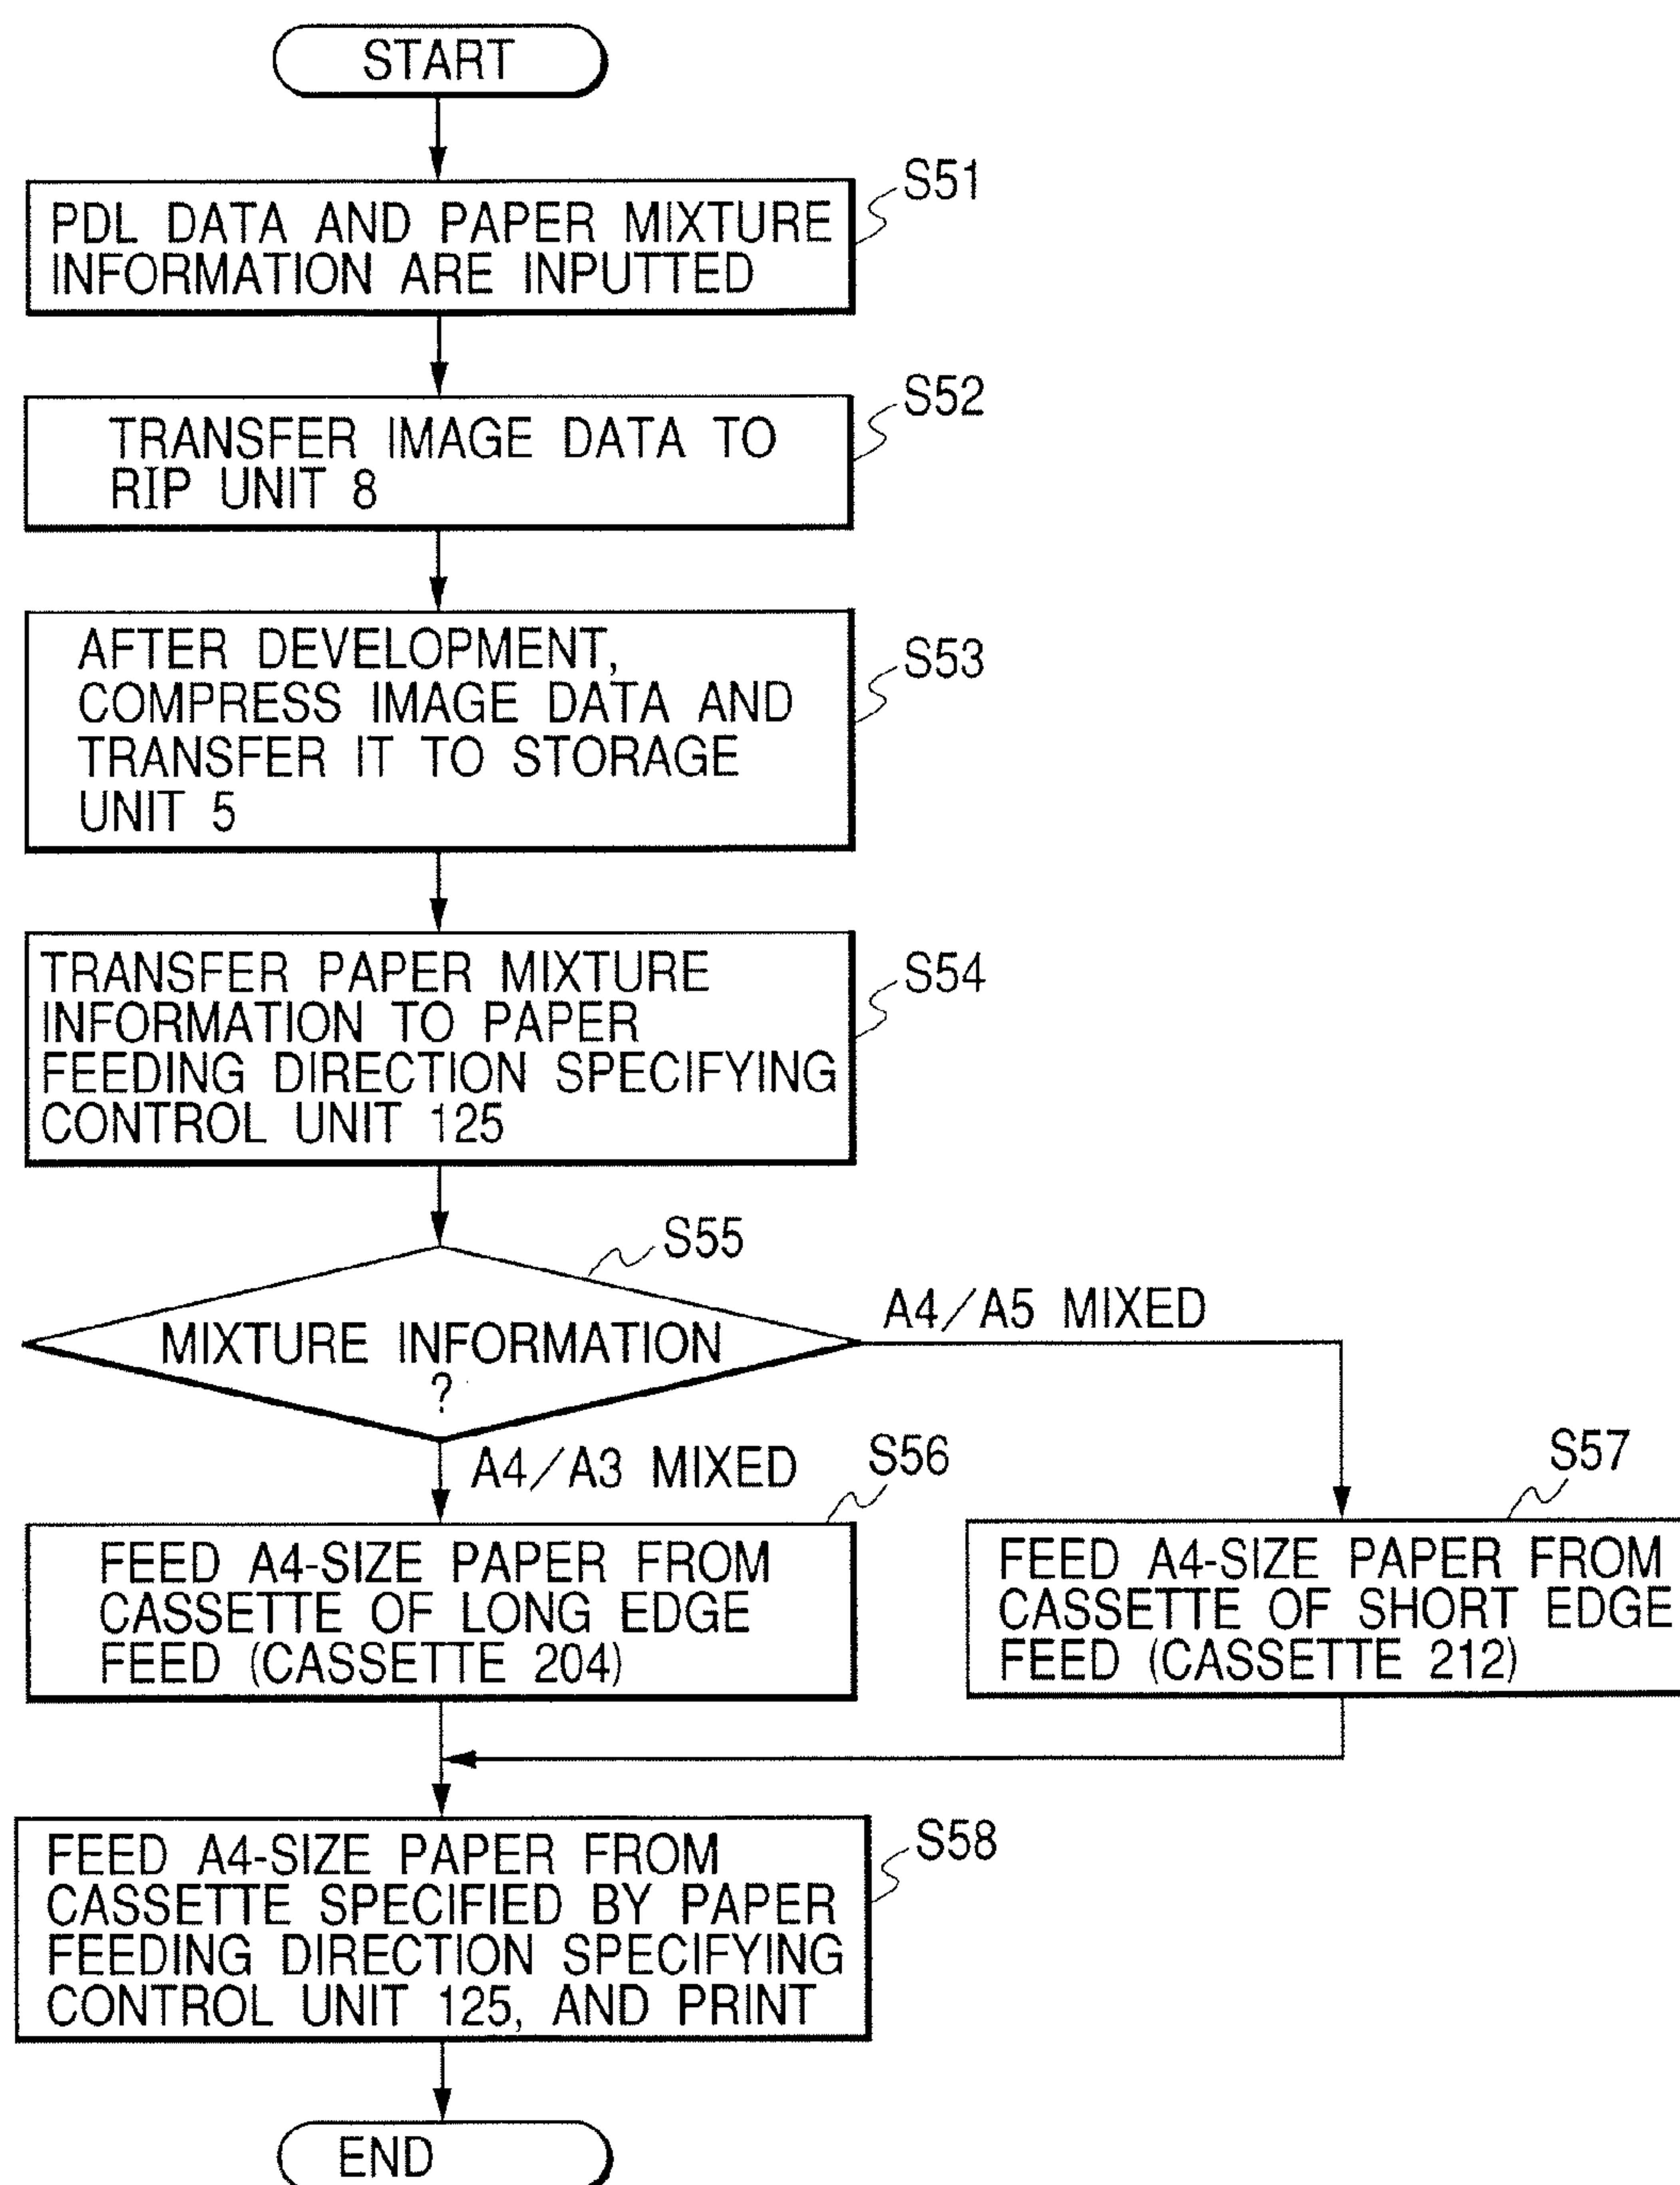 START
S51
PDL DATA AND PAPER MIXTURE
INFORMATION ARE INPUTTED
S52
TRANSFER IMAGE DATA TO
RIP UNIT 8
S53
AFTER DEVELOPMENT,
COMPRESS IMAGE DATA AND
TRANSFER IT TO STORAGE
UNIT 5
S54
TRANSFER PAPER MIXTURE
INFORMATION TO PAPER
FEEDING DIRECTION SPECIFYING
CONTROL UNIT 125
S55
MIXTURE INFORMATION
?
A4/A5 MIXED
A4/A3 MIXED
S56
FEED A4-SIZE PAPER FROM
CASSETTE OF LONG EDGE
FEED (CASSETTE 204)
S57
FEED A4-SIZE PAPER FROM
CASSETTE OF SHORT EDGE
FEED (CASSETTE 212)
S58
FEED A4-SIZE PAPER FROM
CASSETTE SPECIFIED BY PAPER
FEEDING DIRECTION SPECIFYING
CONTROL UNIT 125, AND PRINT
END